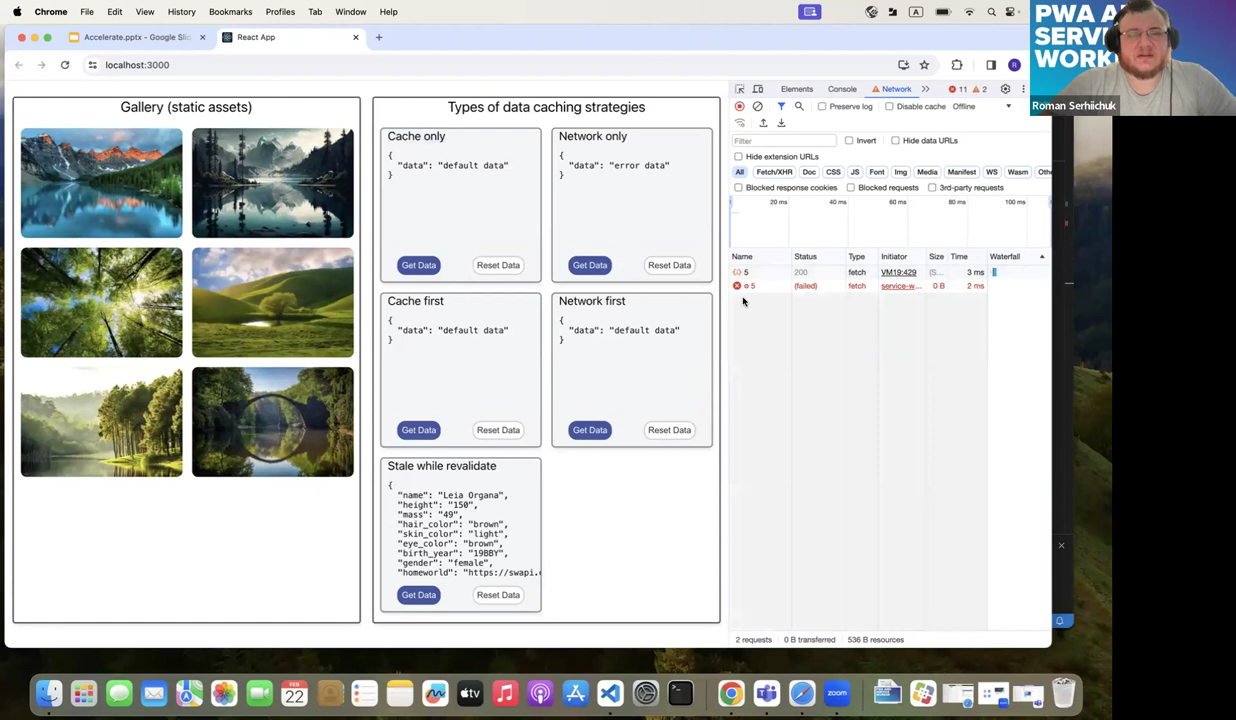 Chrome File Edit View History Bookmarks Profiles Tab Window Help
A
PWA A
SERV
WORK
Roman Serhiichuk
Accelerate.pptx - Google Slid
React App
localhost:3000
R
Gallery (static assets)
Types of data caching strategies
Cache only
{
"data": "default data"
}
Get Data Reset Data
Network only
{
"data": "error data"
}
Get Data Reset Data
Cache first
{
"data": "default data"
}
Get Data Reset Data
Network first
{
"data": "default data"
}
Get Data Reset Data
Stale while revalidate
{
"name": "Leia Organa",
"height": "150",
"mass": "49",
"hair_color": "brown",
"skin_color": "light",
"eye_color": "brown",
"birth_year": "19BBY",
"gender": "female",
"homeworld": "https://swapi.
Get Data Reset Data
Elements Console Network 11 2
Preserve log Disable cache Offline
Filter Invert Hide data URLs
Hide extension URLs
All Fetch/XHR Doc CSS JS Font Img Media Manifest WS Wasm Oth
Blocked response cookies Blocked requests 3rd-party requests
20 ms 40 ms 60 ms 80 ms 100 ms
Name Status Type Initiator Size Time Waterfall
5 200 fetch VM19:429 (S... 3 ms
5 (failed) fetch service-w... 0 B 2 ms
2 requests 0 B transferred 536 B resources
FEB
22
tv
zoom